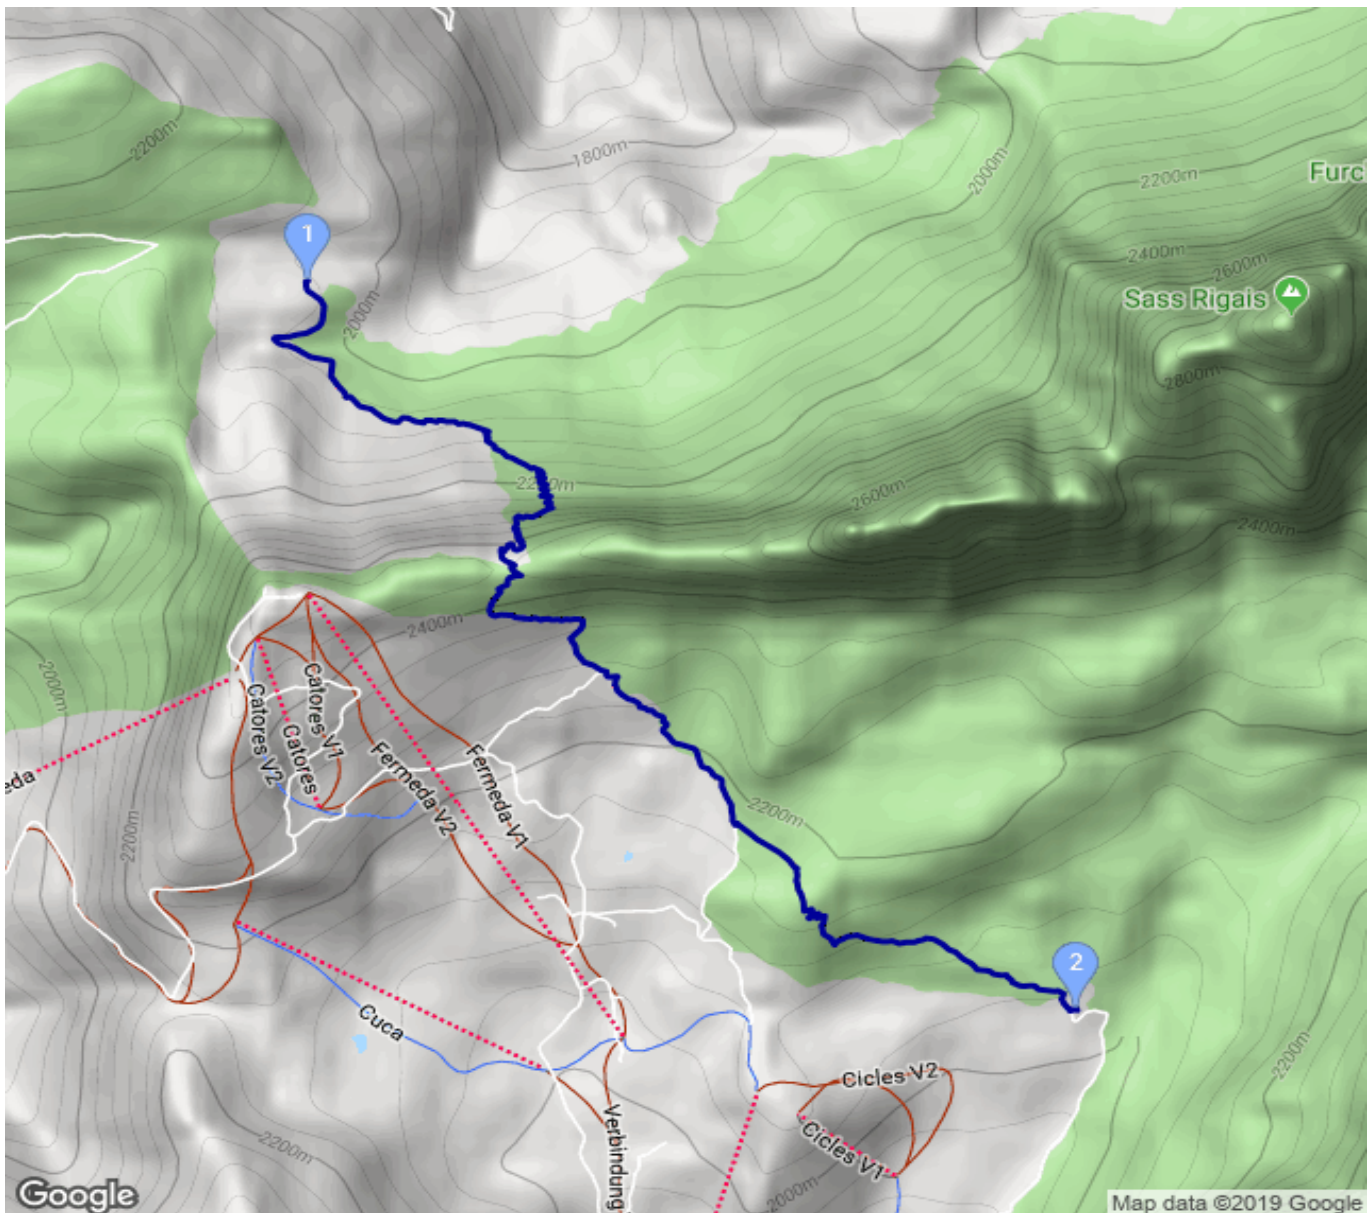 2200m
1800m
2000m
2200m
Furc
1
2000m
2400m
2600m
Sass Rigais
2800m
2200m
2600m
2400m
2400m
2000m
Catores V1
Catores V2
Catores
Fermeda V1
Fermeda V2
eda
2200m
2200m
2
Cuca
2200m
Cicles V2
Cicles V1
Verbindung
2200m
2000m
Google
Map data ©2019 Google